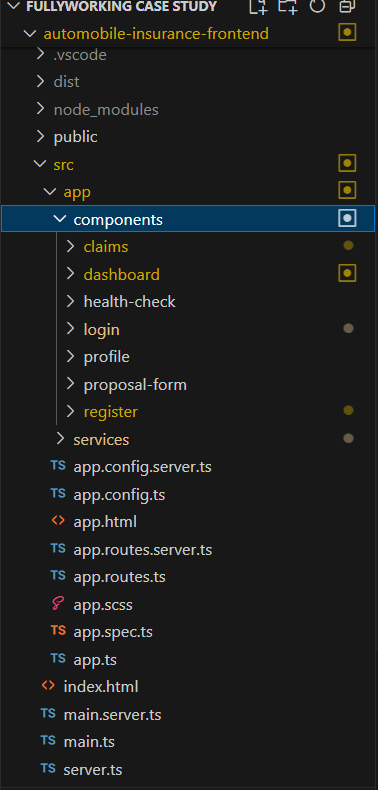 FULLYWORKING CASE STUDY
automobile-insurance-frontend
.vscode
dist
node_modules
public
src
app
components
claims
dashboard
health-check
login
profile
proposal-form
register
services
TS app.config.server.ts
TS app.config.ts
<> app.html
TS app.routes.server.ts
TS app.routes.ts
app.scss
TS app.spec.ts
TS app.ts
<> index.html
TS main.server.ts
TS main.ts
TS server.ts